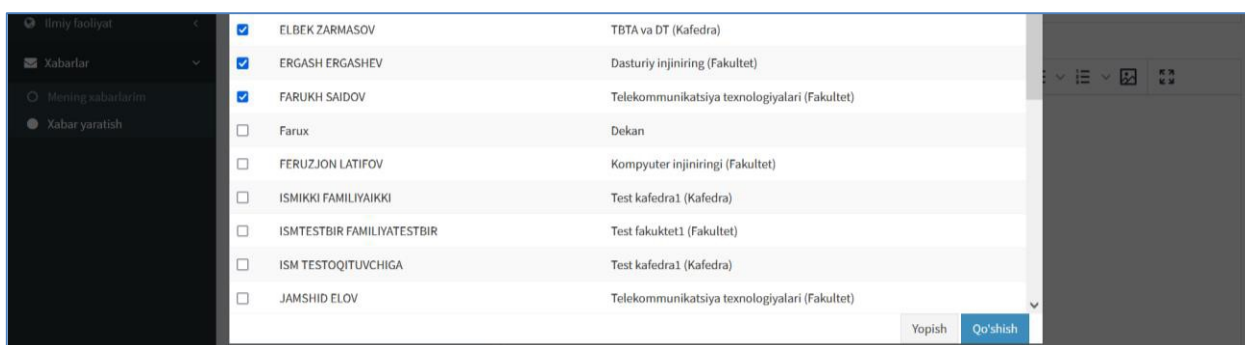 Ilmiy faoliyat
Xabarlar
Mening xabarlarim
Xabar yaratish
ELBEK ZARMASOV TBTA va DT (Kafedra)
ERGASH ERGASHEV Dasturiy injiniring (Fakultet)
FARUKH SAIDOV Telekommunikatsiya texnologiyalari (Fakultet)
Farux Dekan
FERUZJON LATIFOV Kompyuter injiniringi (Fakultet)
ISMIKKI FAMILIYAIKKI Test kafedra1 (Kafedra)
ISMTESTBIR FAMILIYATESTBIR Test fakuktet1 (Fakultet)
ISM TESTOQITUVCHIGA Test kafedra1 (Kafedra)
JAMSHID ELOV Telekommunikatsiya texnologiyalari (Fakultet)
Yopish Qo'shish